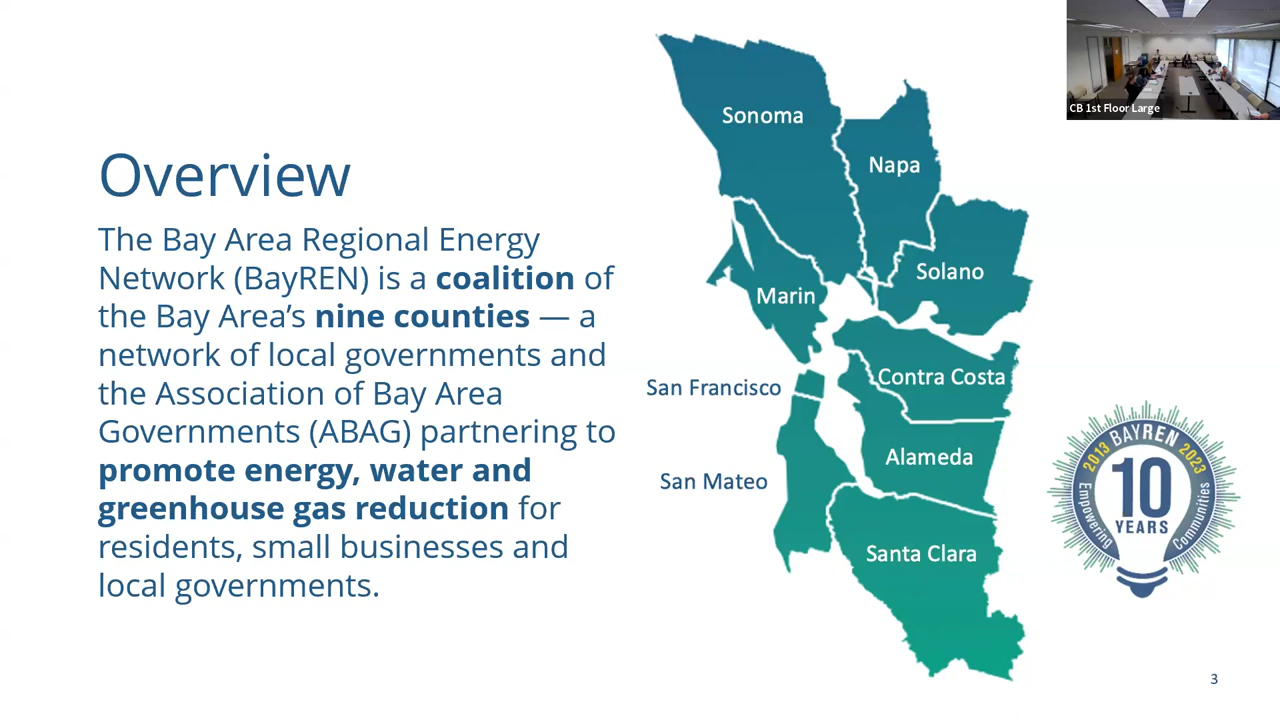 CB 1st Floor Large
Overview
The Bay Area Regional Energy
Network (BayREN) is a coalition of
the Bay Area’s nine counties — a
network of local governments and
the Association of Bay Area
Governments (ABAG) partnering to
promote energy, water and
greenhouse gas reduction for
residents, small businesses and
local governments.
Sonoma
Napa
Solano
Marin
Contra Costa
San Francisco
Alameda
San Mateo
Santa Clara
2013 BAYREN 2023
10
YEARS
Empowering
Communities
3